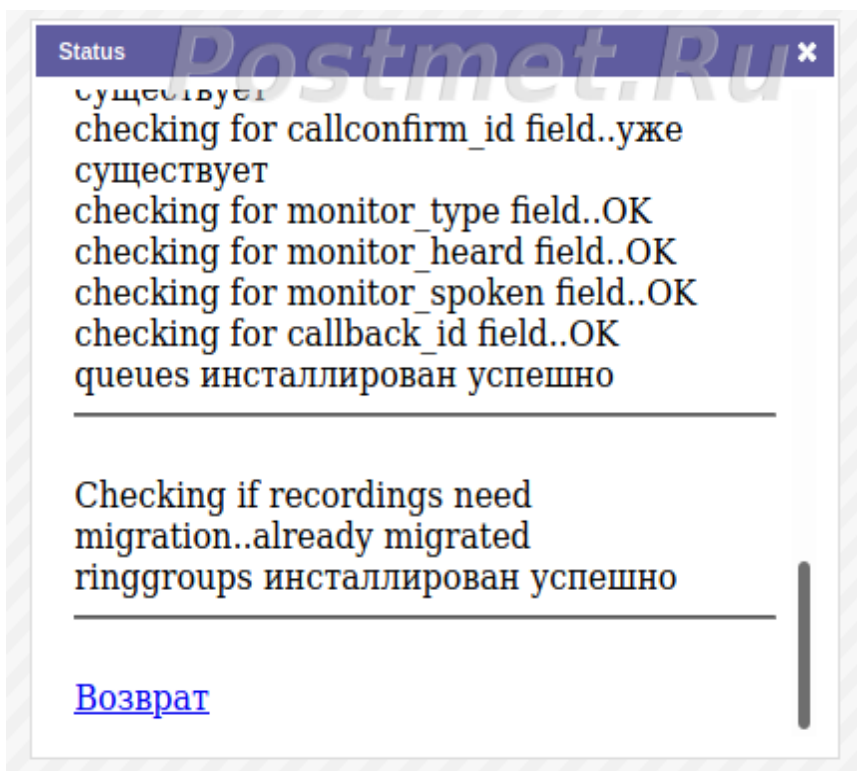 Status
Postmet.Ru
существует
checking for callconfirm_id field..уже
существует
checking for monitor_type field..OK
checking for monitor_heard field..OK
checking for monitor_spoken field..OK
checking for callback_id field..OK
queues инсталлирован успешно
Checking if recordings need
migration..already migrated
ringgroups инсталлирован успешно
Возврат